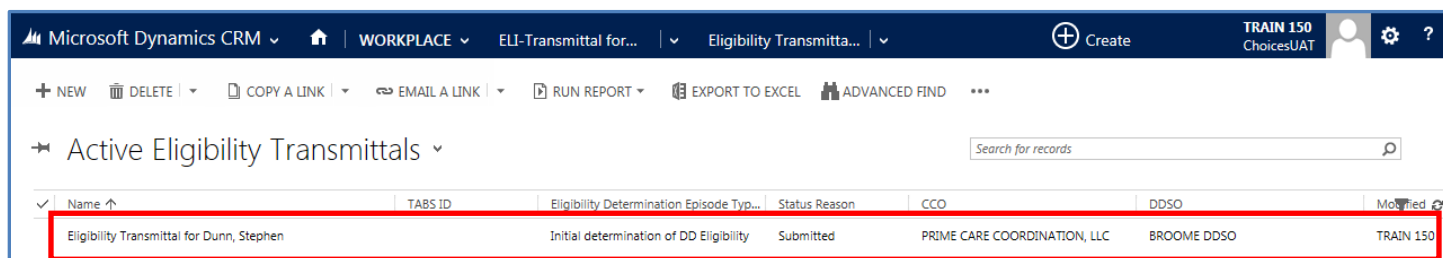 Microsoft Dynamics CRM WORKPLACE ELI-Transmittal for... Eligibility Transmitta... Create TRAIN 150
ChoicesUAT ?
NEW DELETE COPY A LINK EMAIL A LINK RUN REPORT EXPORT TO EXCEL ADVANCED FIND ...
Active Eligibility Transmittals Search for records
Name TABS ID Eligibility Determination Episode Typ... Status Reason CCO DDSO
Eligibility Transmittal for Dunn, Stephen Initial determination of DD Eligibility Submitted PRIME CARE COORDINATION, LLC BROOME DDSO TRAIN 150